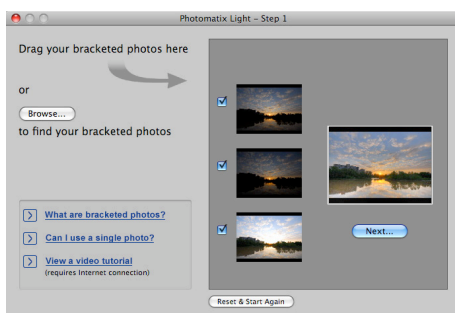 Photomatix Light – Step 1
Drag your bracketed photos here
or
Browse...
to find your bracketed photos
What are bracketed photos?
Can I use a single photo?
View a video tutorial
(requires Internet connection)
Next...
Reset & Start Again